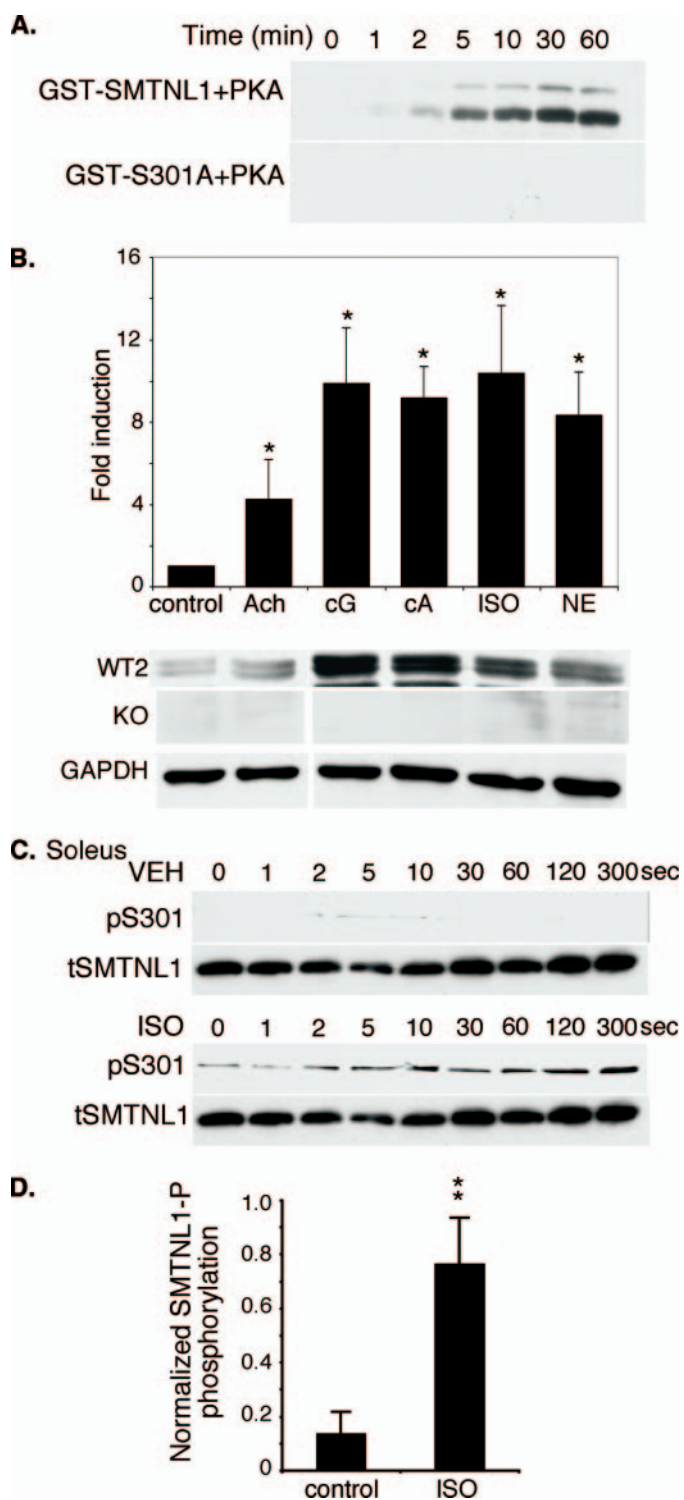 A.
Time (min) 0 1 2 5 10 30 60
GST-SMTNL1+PKA
GST-S301A+PKA
B.
16
12
8
4
0
Fold induction
* * * * *
control Ach cG cA ISO NE
WT2
KO
GAPDH
C. Soleus
VEH 0 1 2 5 10 30 60 120 300 sec
pS301
tSMTNL1
ISO 0 1 2 5 10 30 60 120 300 sec
pS301
tSMTNL1
D.
Normalized SMTNL1-P
phosphorylation
1.0
0.8
0.6
0.4
0.2
0
**
control ISO